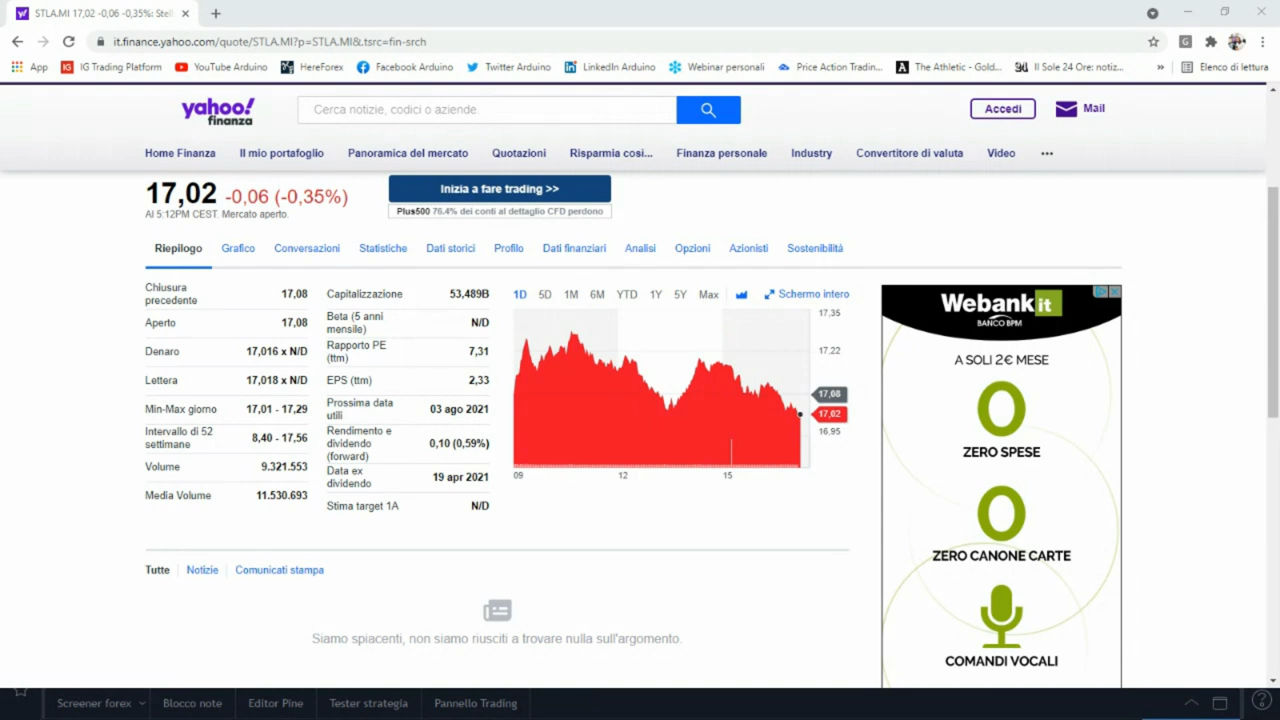 STLA.MI 17,02 -0,06 -0,35%: Stell
it.finance.yahoo.com/quote/STLA.MI?p=STLA.MI&.tsrc=fin-srch
App IG Trading Platform YouTube Arduino HereForex Facebook Arduino Twitter Arduino LinkedIn Arduino Webinar personali Price Action Tradin... The Athletic - Gold... Il Sole 24 Ore: notiz... » Elenco di lettura
yahoo!
finanza
Cerca notizie, codici o aziende
Accedi
Mail
Home Finanza Il mio portafoglio Panoramica del mercato Quotazioni Risparmia così... Finanza personale Industry Convertitore di valuta Video •••
17,02 -0,06 (-0,35%)
Al 5:12PM CEST. Mercato aperto.
Inizia a fare trading >>
Plus500 76.4% dei conti al dettaglio CFD perdono
Riepilogo Grafico Conversazioni Statistiche Dati storici Profilo Dati finanziari Analisi Opzioni Azionisti Sostenibilità
Chiusura
precedente 17,08
Aperto 17,08
Denaro 17,016 x N/D
Lettera 17,018 x N/D
Min-Max giorno 17,01 - 17,29
Intervallo di 52
settimane 8,40 - 17,56
Volume 9.321.553
Media Volume 11.530.693
Capitalizzazione 53,489B
Beta (5 anni
mensile) N/D
Rapporto PE
(ttm) 7,31
EPS (ttm) 2,33
Prossima data
utili 03 ago 2021
Rendimento e
dividendo
(forward) 0,10 (0,59%)
Data ex
dividendo 19 apr 2021
Stima target 1A N/D
1D 5D 1M 6M YTD 1Y 5Y Max Schermo intero
17.35
17.22
17,08
17,02
16.95
09 12 15
Webank it
BANCO BPM
A SOLI 2€ MESE
0
ZERO SPESE
0
ZERO CANONE CARTE
COMANDI VOCALI
Tutte Notizie Comunicati stampa
Siamo spiacenti, non siamo riusciti a trovare nulla sull'argomento.
Screener forex Blocco note Editor Pine Tester strategia Pannello Trading